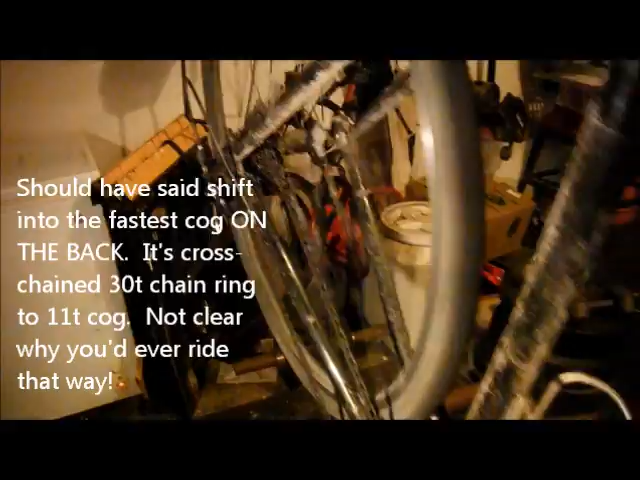 Should have said shift
into the fastest cog ON
THE BACK.  It's cross-
chained 30t chain ring
to 11t cog.  Not clear
why you'd ever ride
that way!